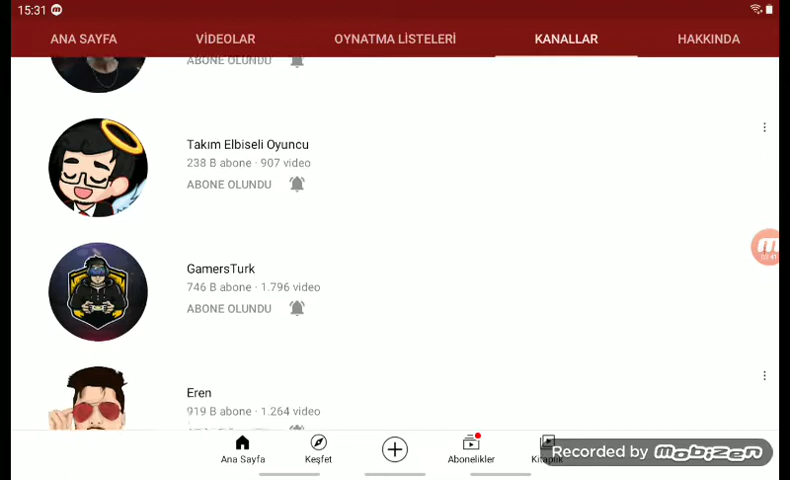 15:31
ANA SAYFA
VİDEOLAR
OYNATMA LİSTELERİ
KANALLAR
HAKKINDA
ABONE OLUNDU
Takım Elbiseli Oyuncu
238 B abone · 907 video
ABONE OLUNDU
GamersTurk
746 B abone · 1.796 video
ABONE OLUNDU
Eren
919 B abone · 1.264 video
Ana Sayfa
Keşfet
Abonelikler
Kitaplık
Recorded by mobizen